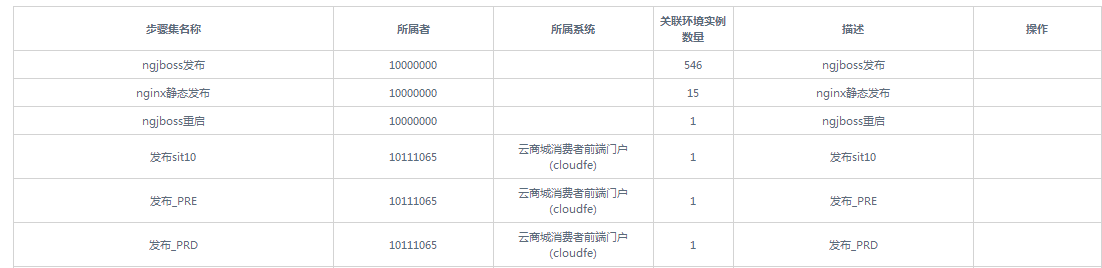 步骤集名称 所属者 所属系统 关联环境实例 描述 操作
数量
ngjboss发布 10000000 546 ngjboss发布
nginx静态发布 10000000 15 nginx静态发布
ngjboss重启 10000000 1 ngjboss重启
发布sit10 10111065 云商城消费者前端门户 1 发布sit10
(cloudfe)
发布_PRE 10111065 云商城消费者前端门户 1 发布_PRE
(cloudfe)
发布_PRD 10111065 云商城消费者前端门户 1 发布_PRD
(cloudfe)